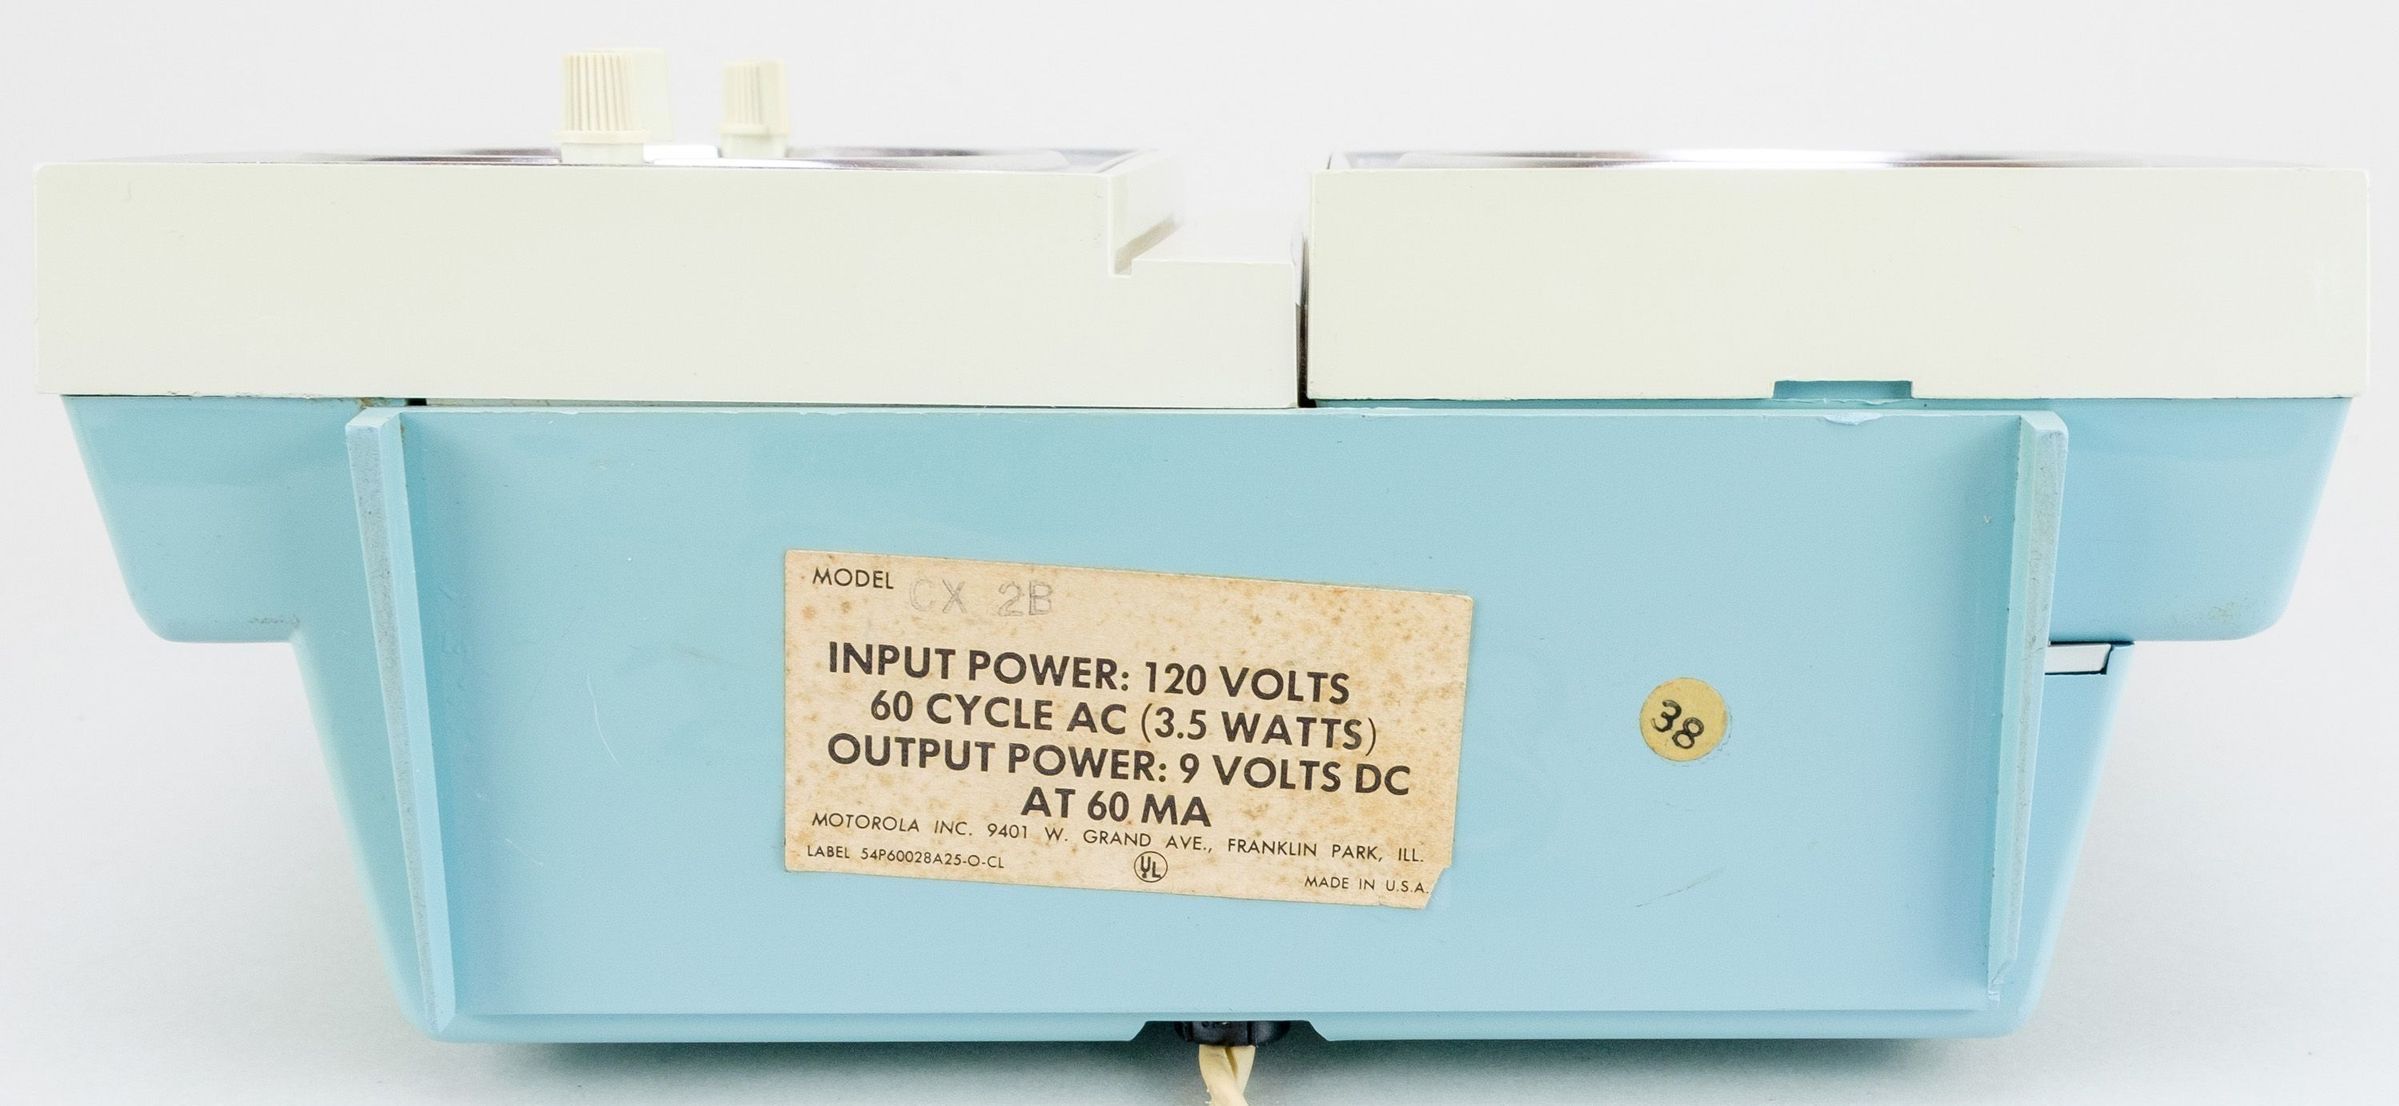 MODEL CX 2B
INPUT POWER: 120 VOLTS
60 CYCLE AC (3.5 WATTS)
OUTPUT POWER: 9 VOLTS DC
AT 60 MA
MOTOROLA INC. 9401 W. GRAND AVE., FRANKLIN PARK, ILL.
LABEL 54P60028A25-O-CL
UL
MADE IN U.S.A.
38